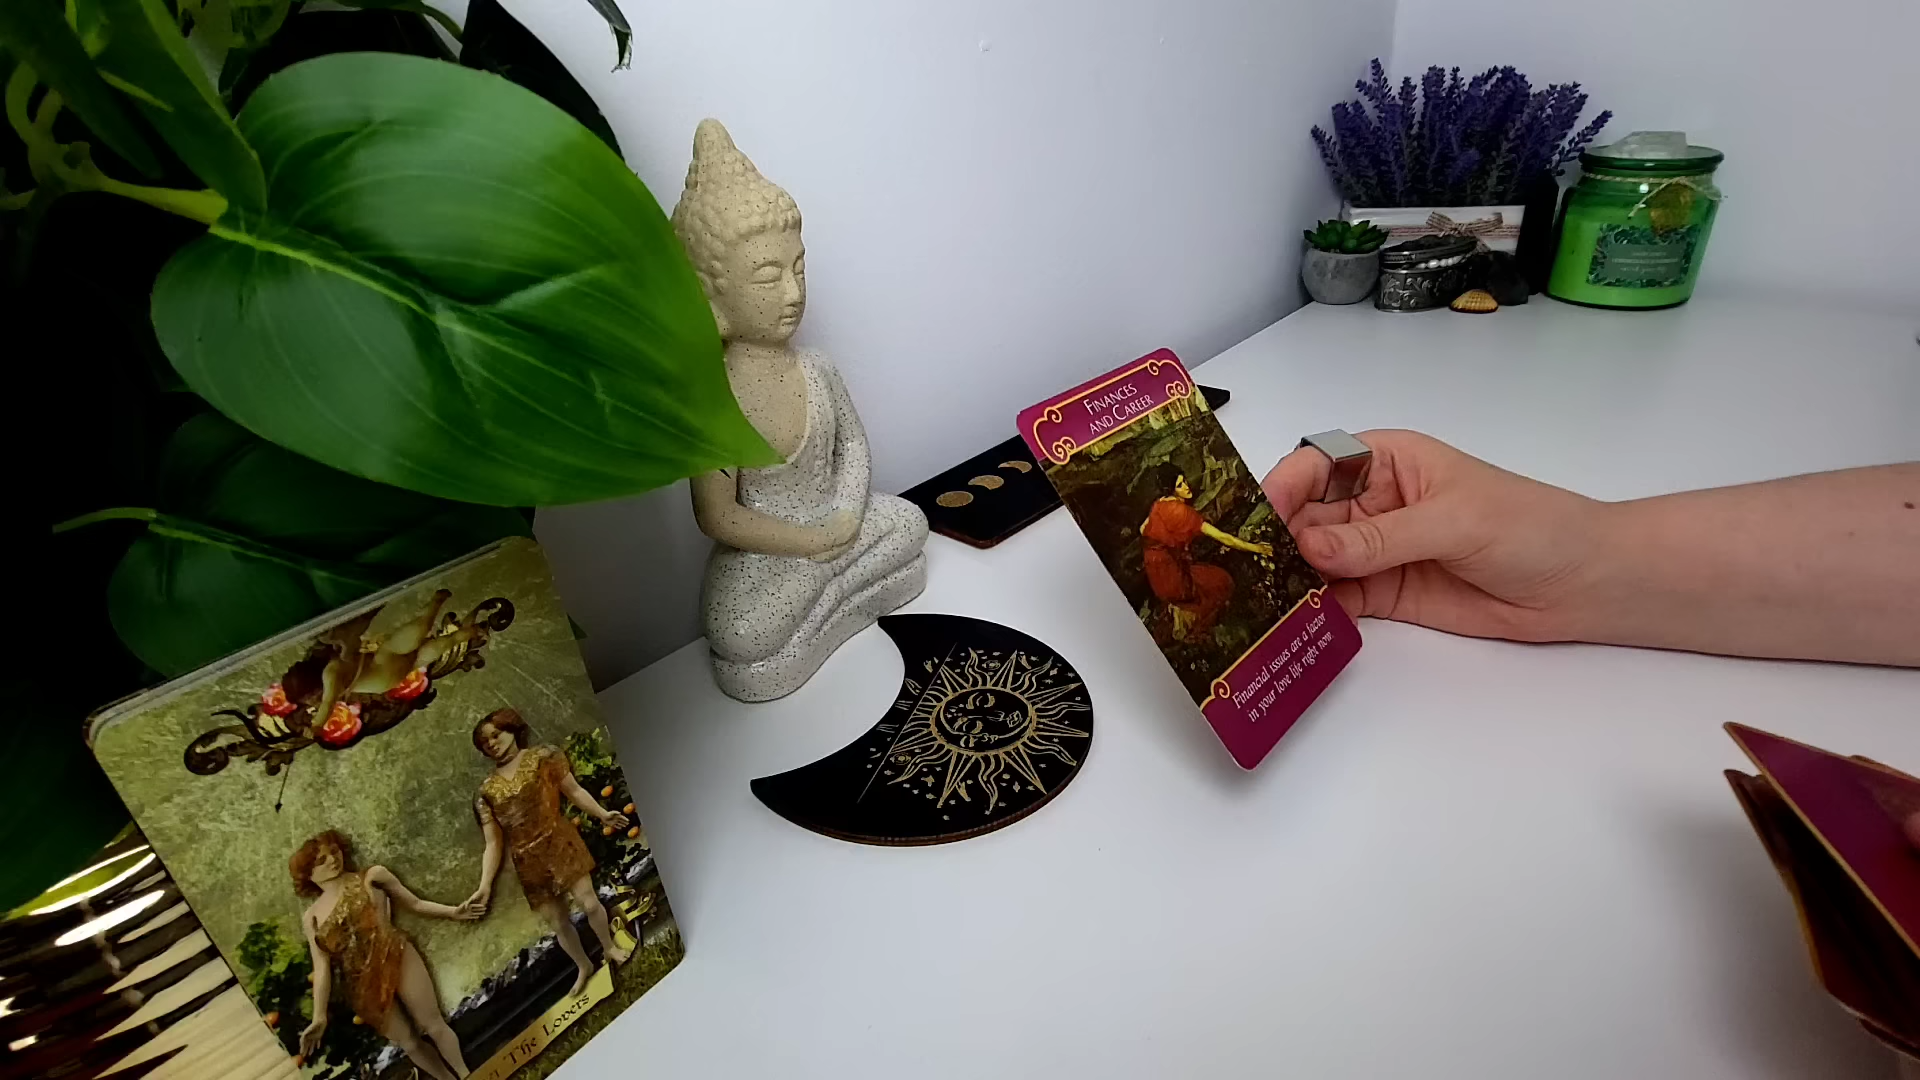 FINANCES
AND CAREER
Financial issues are a factor
in your love life right now.
The Lovers